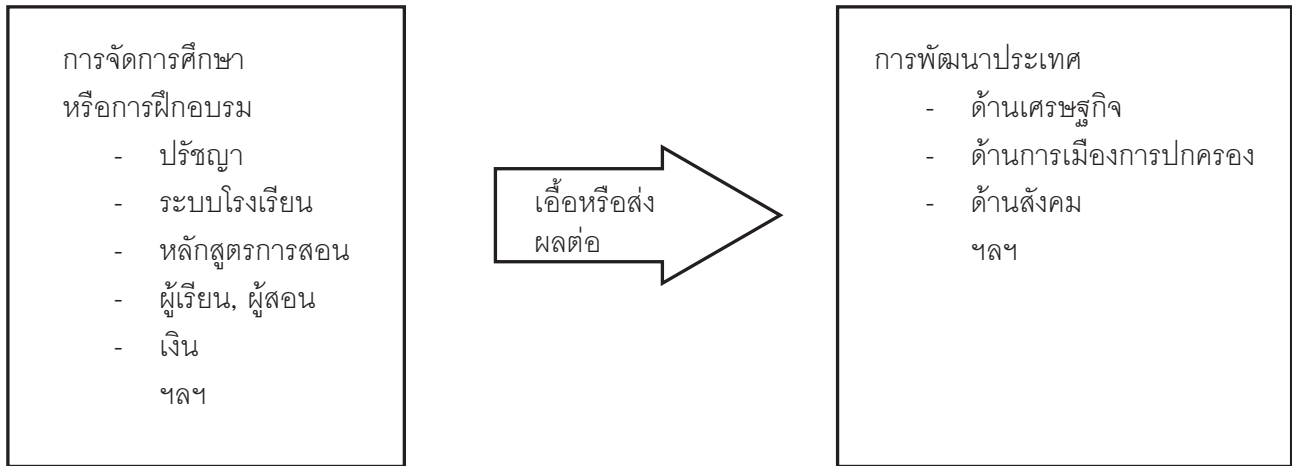 การจัดการศึกษา
หรือการฝึกอบรม
- ปรัชญา
- ระบบโรงเรียน
- หลักสูตรการสอน
- ผู้เรียน, ผู้สอน
- เงิน
ฯลฯ
เอื้อหรือส่ง
ผลต่อ
การพัฒนาประเทศ
- ด้านเศรษฐกิจ
- ด้านการเมืองการปกครอง
- ด้านสังคม
ฯลฯ